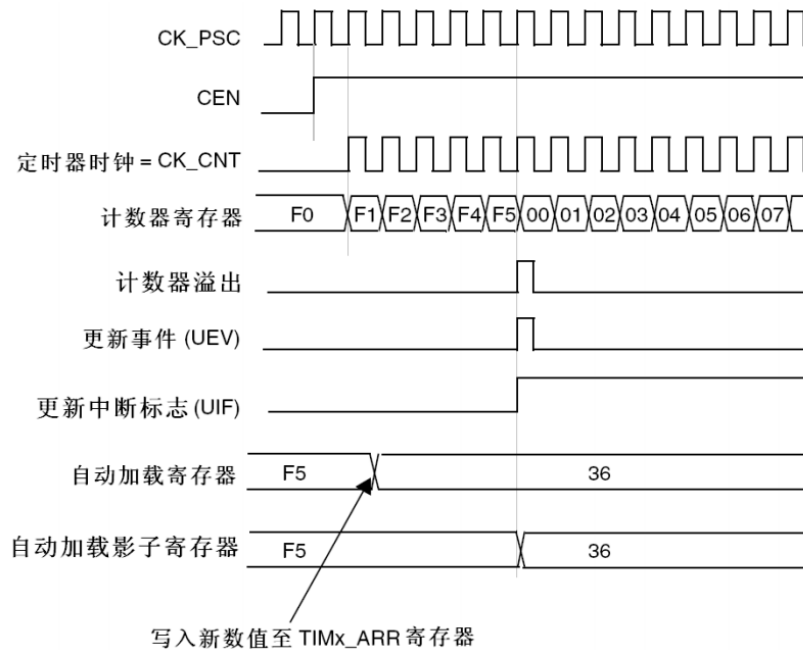 CK_PSC
CEN
定时器时钟 = CK_CNT
计数器寄存器 F0 F1 F2 F3 F4 F5 00 01 02 03 04 05 06 07
计数器溢出
更新事件 (UEV)
更新中断标志 (UIF)
自动加载寄存器 F5 36
自动加载影子寄存器 F5 36
写入新数值至 TIMx_ARR 寄存器